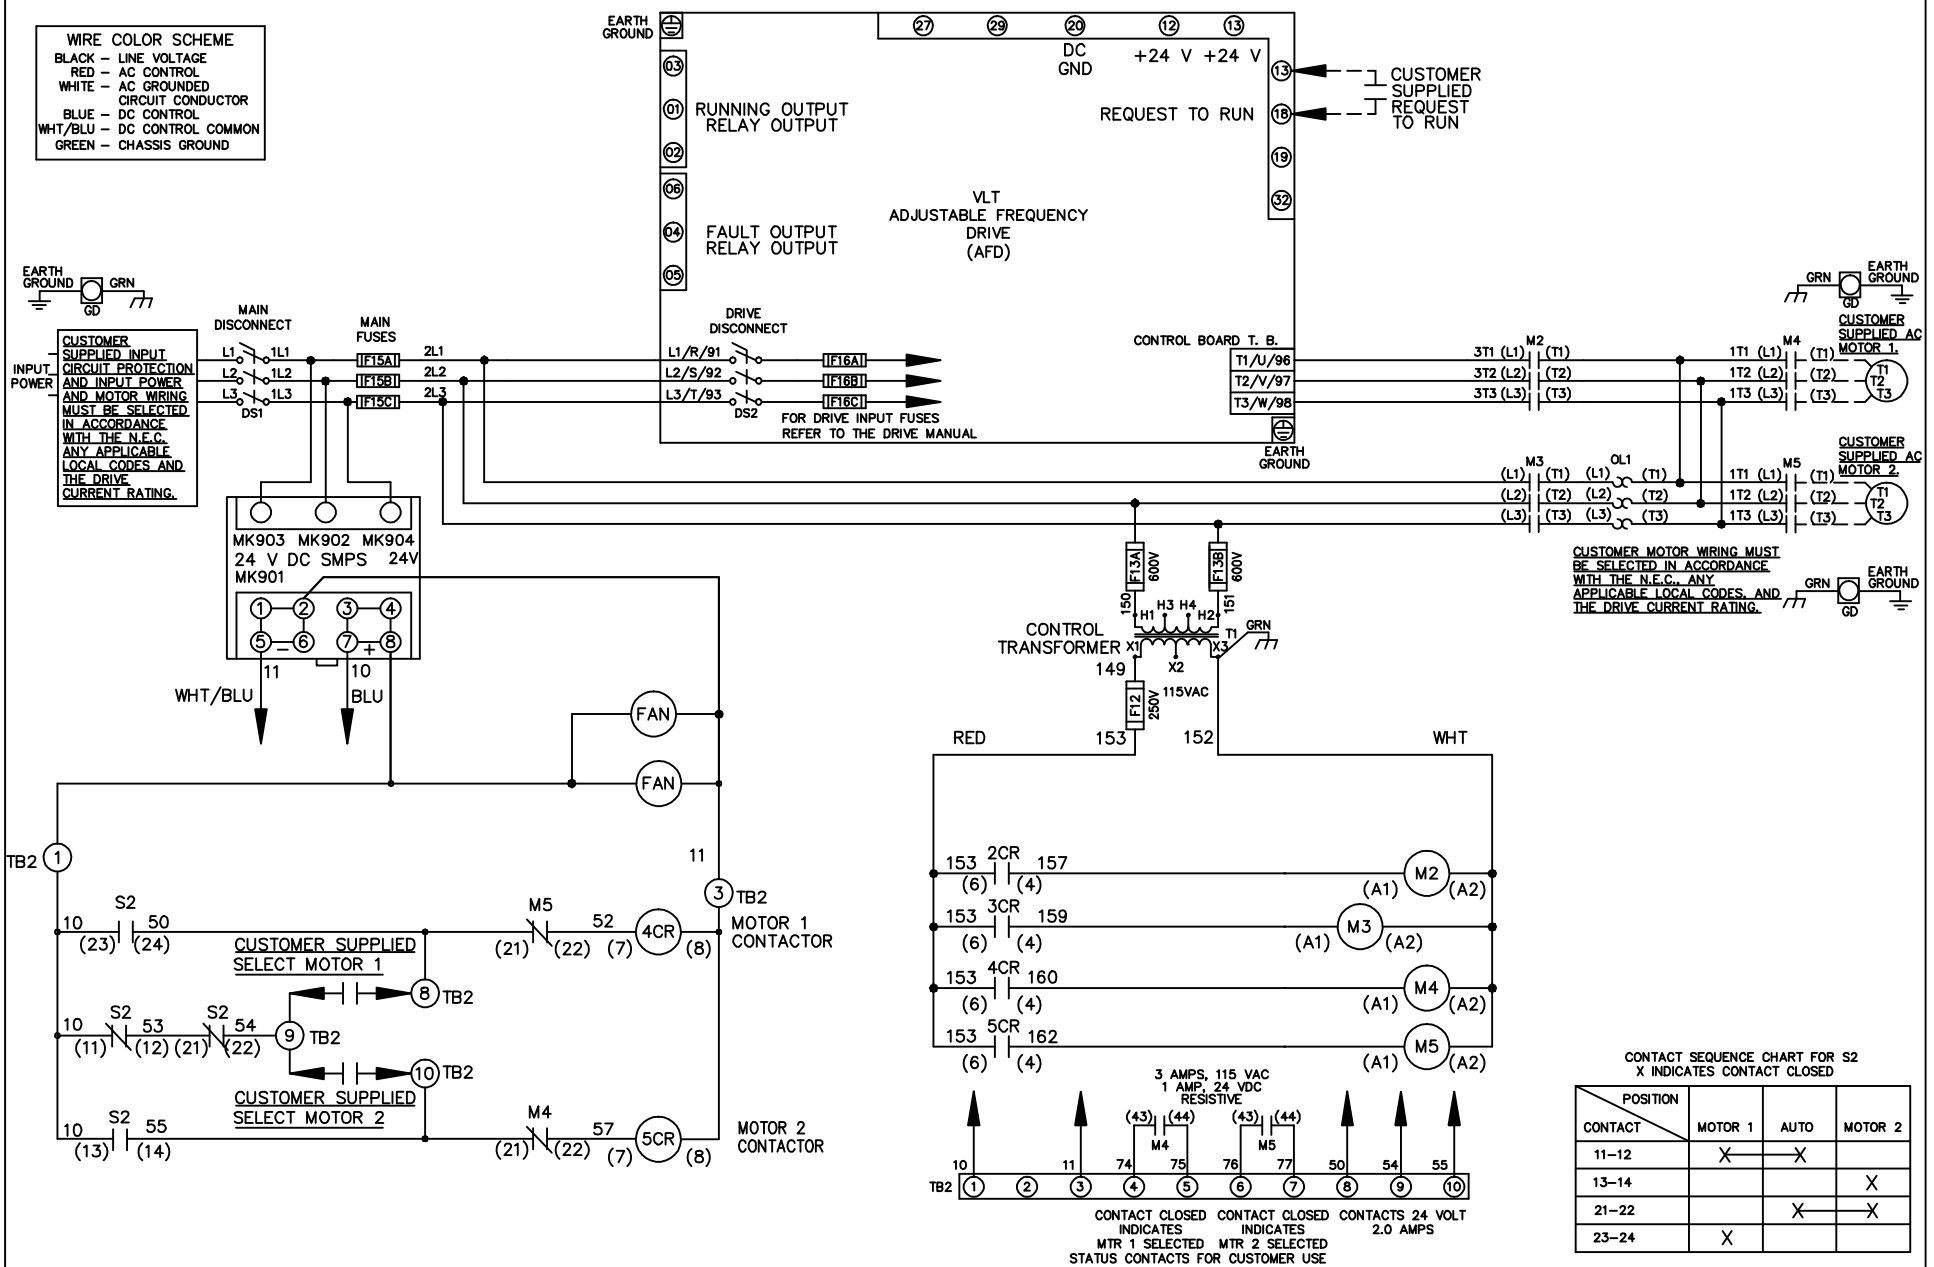 WIRE COLOR SCHEME
BLACK – LINE VOLTAGE
RED – AC CONTROL
WHITE – AC GROUNDED
CIRCUIT CONDUCTOR
BLUE – DC CONTROL
WHT/BLU – DC CONTROL COMMON
GREEN – CHASSIS GROUND
EARTH
GROUND
27 29 20 12 13
DC
GND
+24 V +24 V
03
01
02
RUNNING OUTPUT
RELAY OUTPUT
06
04
05
FAULT OUTPUT
RELAY OUTPUT
13
18
19
32
REQUEST TO RUN
CUSTOMER
SUPPLIED
REQUEST
TO RUN
VLT
ADJUSTABLE FREQUENCY
DRIVE
(AFD)
EARTH
GROUND
GRN
GD
INPUT
POWER
CUSTOMER
SUPPLIED INPUT
CIRCUIT PROTECTION
AND INPUT POWER
AND MOTOR WIRING
MUST BE SELECTED
IN ACCORDANCE
WITH THE N.E.C.
ANY APPLICABLE
LOCAL CODES AND
THE DRIVE
CURRENT RATING.
MAIN
DISCONNECT
MAIN
FUSES
L1 1L1 F15A 2L1
L2 1L2 F15B 2L2
L3 1L3 F15C 2L3
DS1
DRIVE
DISCONNECT
L1/R/91 F16A
L2/S/92 F16B
L3/T/93 F16C
DS2
FOR DRIVE INPUT FUSES
REFER TO THE DRIVE MANUAL
CONTROL BOARD T. B.
T1/U/96
T2/V/97
T3/W/98
EARTH
GROUND
M2
3T1 (L1) (T1)
3T2 (L2) (T2)
3T3 (L3) (T3)
M4
1T1 (L1) (T1)
1T2 (L2) (T2)
1T3 (L3) (T3)
GRN
GD
EARTH
GROUND
CUSTOMER
SUPPLIED AC
MOTOR 1.
T1
T2
T3
M3 OL1
(L1) (T1) (L1) (T1)
(L2) (T2) (L2) (T2)
(L3) (T3) (L3) (T3)
M5
1T1 (L1) (T1)
1T2 (L2) (T2)
1T3 (L3) (T3)
CUSTOMER
SUPPLIED AC
MOTOR 2.
T1
T2
T3
CUSTOMER MOTOR WIRING MUST
BE SELECTED IN ACCORDANCE
WITH THE N.E.C., ANY
APPLICABLE LOCAL CODES, AND
THE DRIVE CURRENT RATING.
GRN
GD
EARTH
GROUND
MK903 MK902 MK904
24 V DC SMPS 24V
MK901
1 2 3 4
5 – 6 7 + 8
11 10
WHT/BLU BLU
FAN
FAN
F13A 600V
F13B 600V
150 151
H1 H3 H4 H2
CONTROL
TRANSFORMER
T1
GRN
X1 X2 X3
149
F12 250V
115VAC
153 152
RED WHT
TB2 1
11
3 TB2
10 S2 50
(23) (24)
M5
(21) (22)
52
(7) 4CR (8)
MOTOR 1
CONTACTOR
CUSTOMER SUPPLIED
SELECT MOTOR 1
8 TB2
10 S2 53 S2 54
(11) (12) (21) (22)
9 TB2
10 TB2
CUSTOMER SUPPLIED
SELECT MOTOR 2
10 S2 55
(13) (14)
M4
(21) (22)
57
(7) 5CR (8)
MOTOR 2
CONTACTOR
153 2CR 157
(6) (4) (A1) M2 (A2)
153 3CR 159
(6) (4) (A1) M3 (A2)
153 4CR 160
(6) (4) (A1) M4 (A2)
153 5CR 162
(6) (4) (A1) M5 (A2)
3 AMPS, 115 VAC
1 AMP, 24 VDC
RESISTIVE
(43) (44) (43) (44)
M4 M5
10 11 74 75 76 77 50 54 55
TB2 1 2 3 4 5 6 7 8 9 10
CONTACT CLOSED
INDICATES
MTR 1 SELECTED
CONTACT CLOSED
INDICATES
MTR 2 SELECTED
STATUS CONTACTS FOR CUSTOMER USE
CONTACTS 24 VOLT
2.0 AMPS
CONTACT SEQUENCE CHART FOR S2
X INDICATES CONTACT CLOSED
POSITION
CONTACT MOTOR 1 AUTO MOTOR 2
11–12 X X
13–14 X
21–22 X X
23–24 X